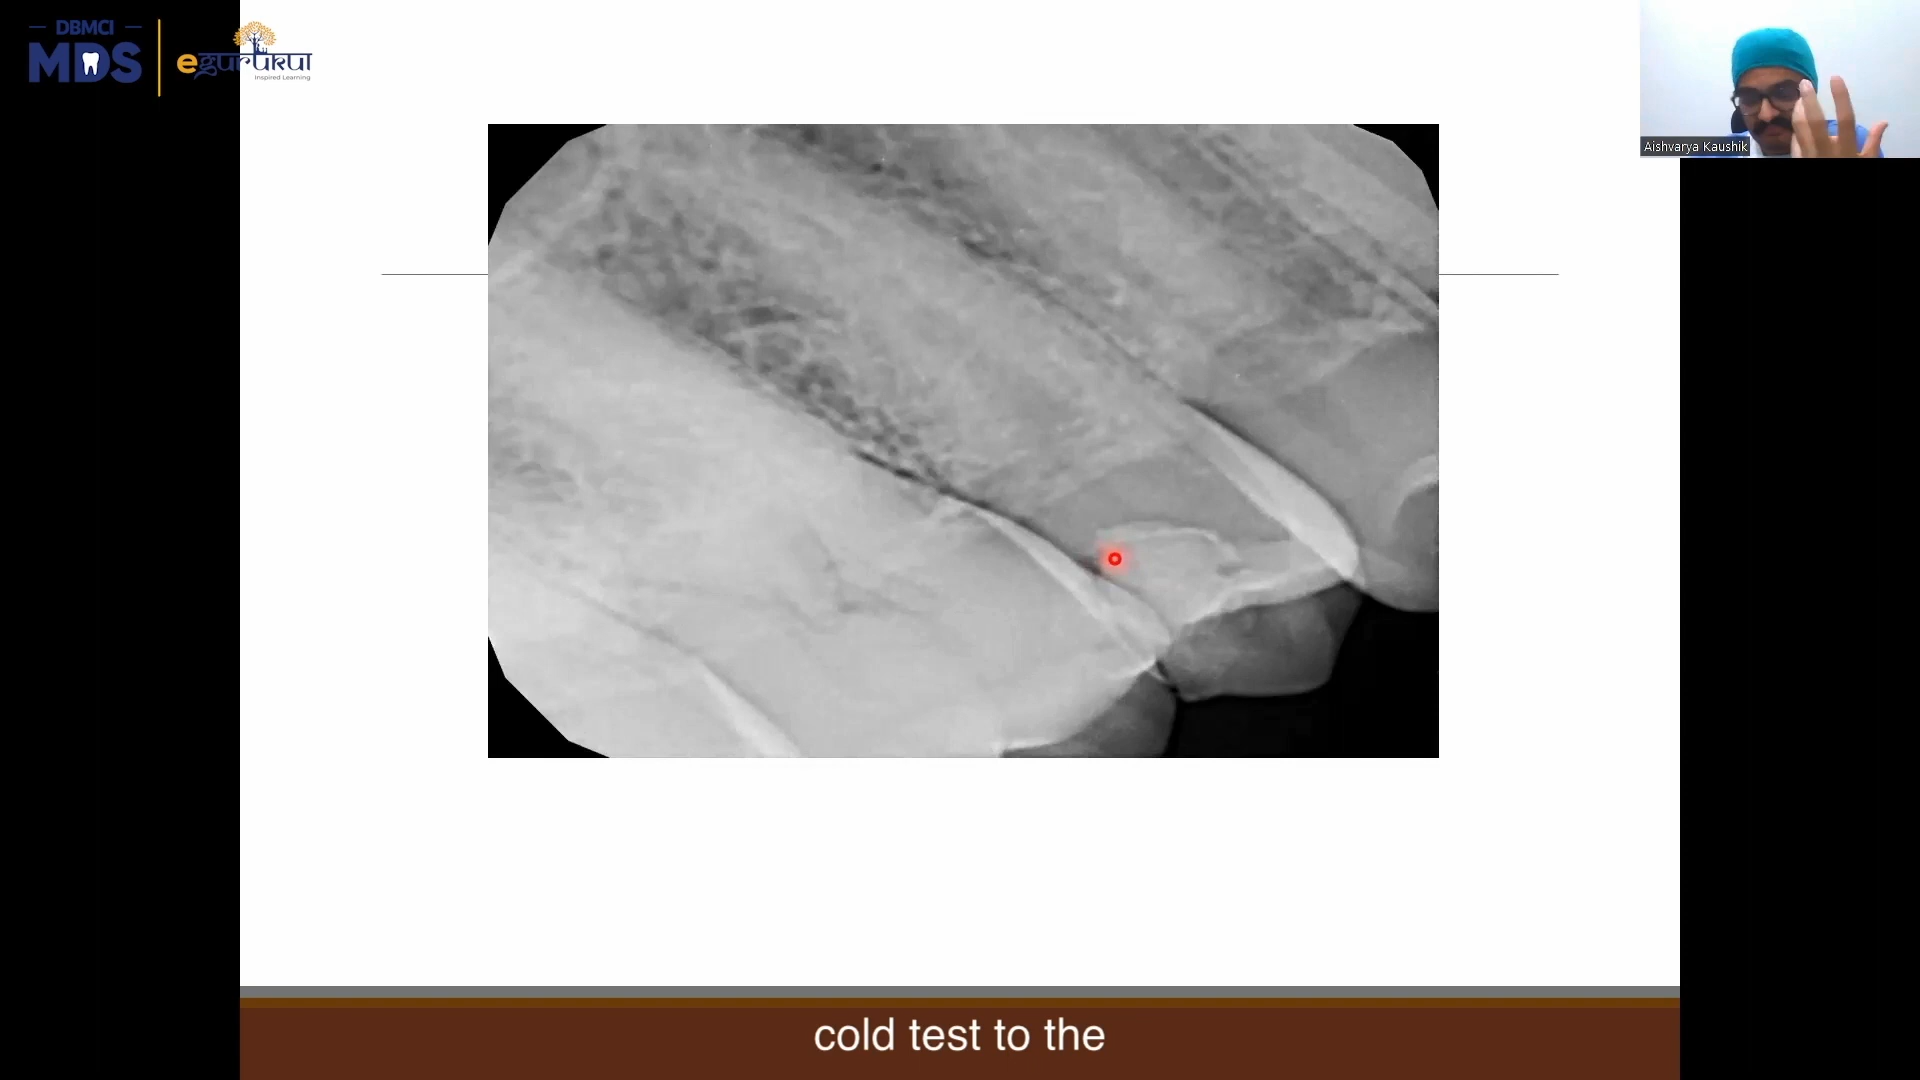 DBMCI
MDS
egurukul
Inspired Learning
Aishvarya Kaushik
cold test to the